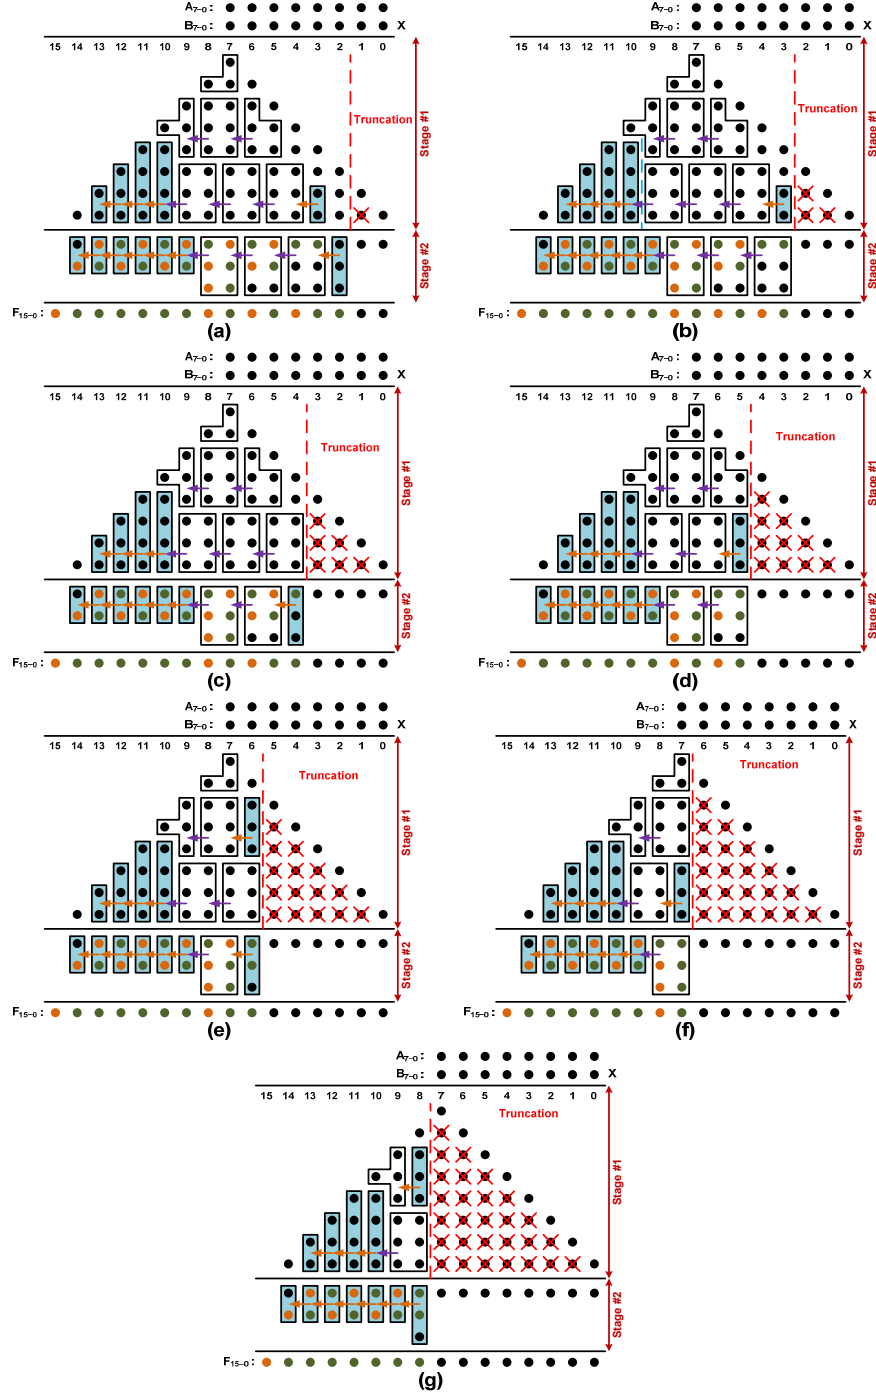 A7–0 :
B7–0 : X
15 14 13 12 11 10 9 8 7 6 5 4 3 2 1 0
Truncation
Stage #1
Stage #2
F15–0 :
(a)
A7–0 :
B7–0 : X
15 14 13 12 11 10 9 8 7 6 5 4 3 2 1 0
Truncation
Stage #1
Stage #2
F15–0 :
(b)
A7–0 :
B7–0 : X
15 14 13 12 11 10 9 8 7 6 5 4 3 2 1 0
Truncation
Stage #1
Stage #2
F15–0 :
(c)
A7–0 :
B7–0 : X
15 14 13 12 11 10 9 8 7 6 5 4 3 2 1 0
Truncation
Stage #1
Stage #2
F15–0 :
(d)
A7–0 :
B7–0 : X
15 14 13 12 11 10 9 8 7 6 5 4 3 2 1 0
Truncation
Stage #1
Stage #2
F15–0 :
(e)
A7–0 :
B7–0 : X
15 14 13 12 11 10 9 8 7 6 5 4 3 2 1 0
Truncation
Stage #1
Stage #2
F15–0 :
(f)
A7–0 :
B7–0 : X
15 14 13 12 11 10 9 8 7 6 5 4 3 2 1 0
Truncation
Stage #1
Stage #2
F15–0 :
(g)